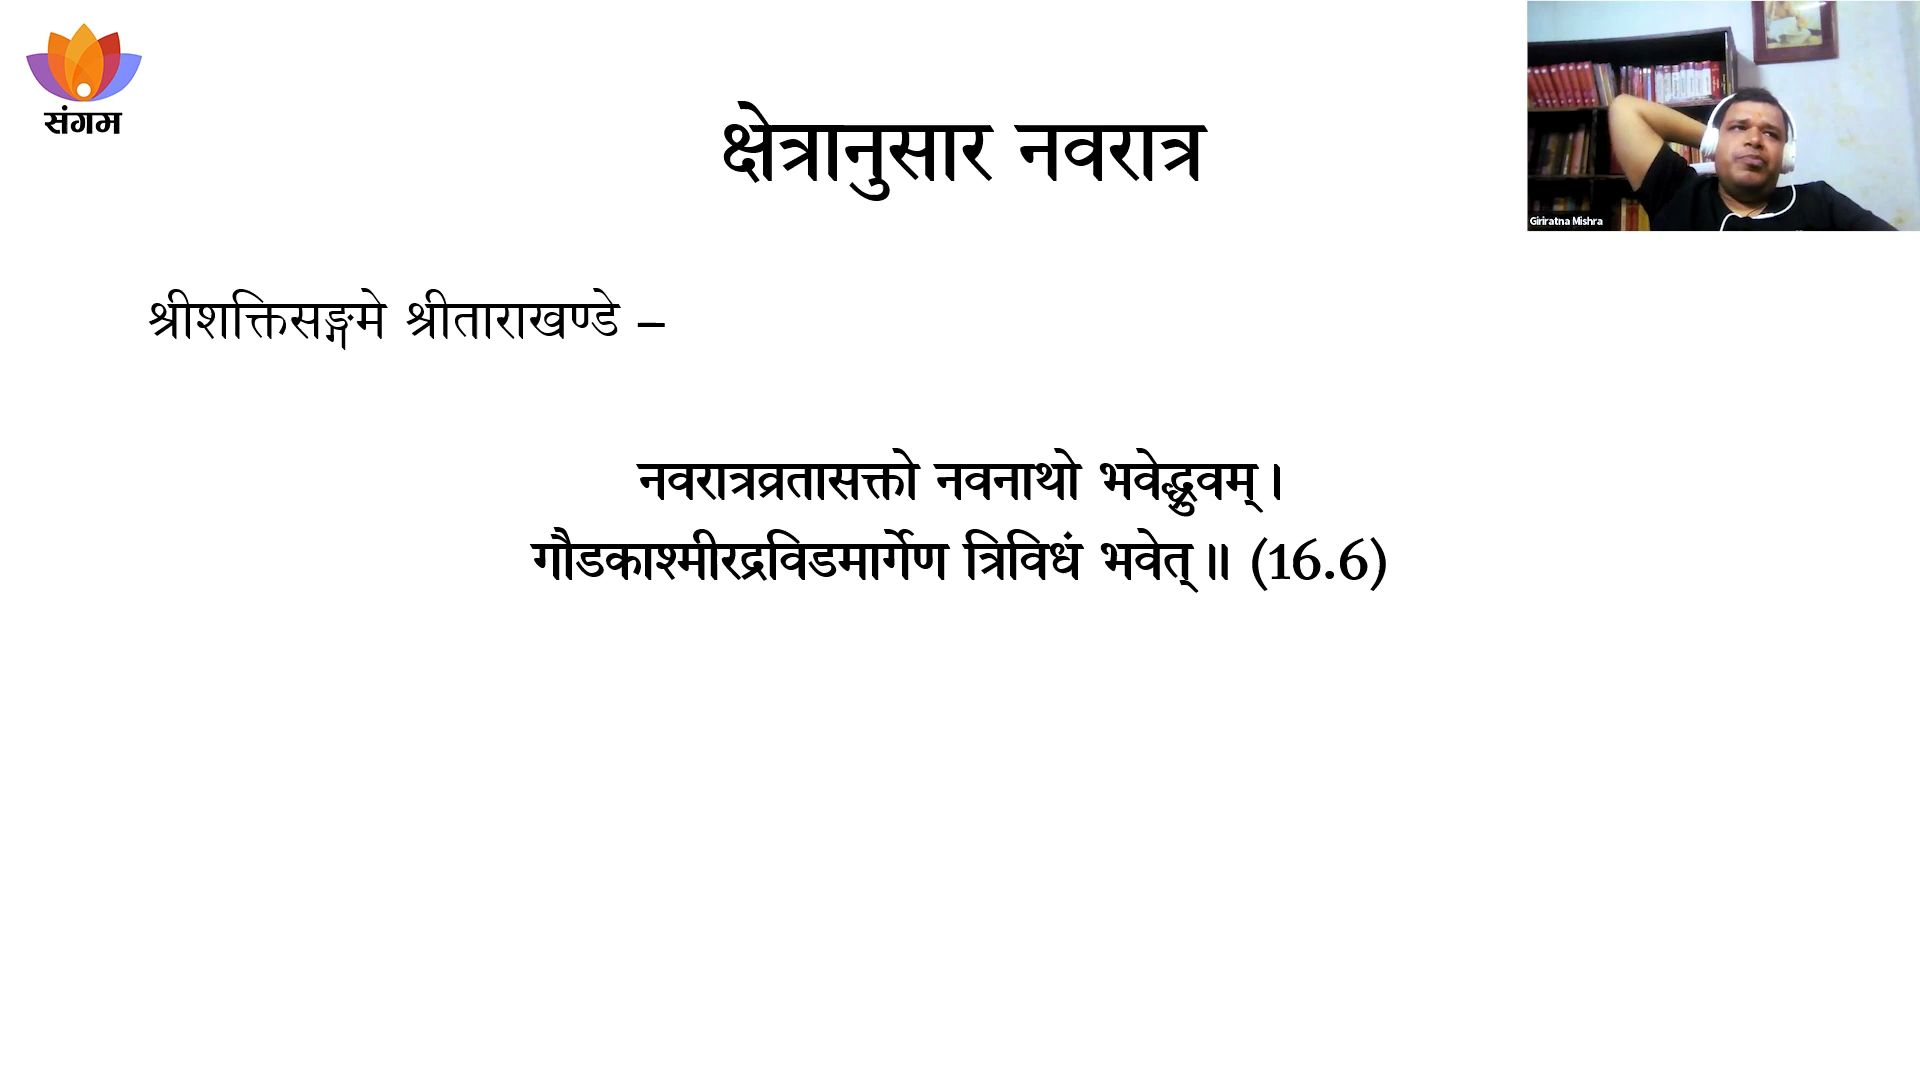 संगम
क्षेत्रानुसार नवरात्र
Giriratna Mishra
श्रीशक्तिसङ्गमे श्रीताराखण्डे –
नवरात्रव्रतासक्तो नवनाथो भवेद्ध्रुवम् ।
गौडकाश्मीरद्रविडमार्गेण त्रिविधं भवेत् ॥ (16.6)